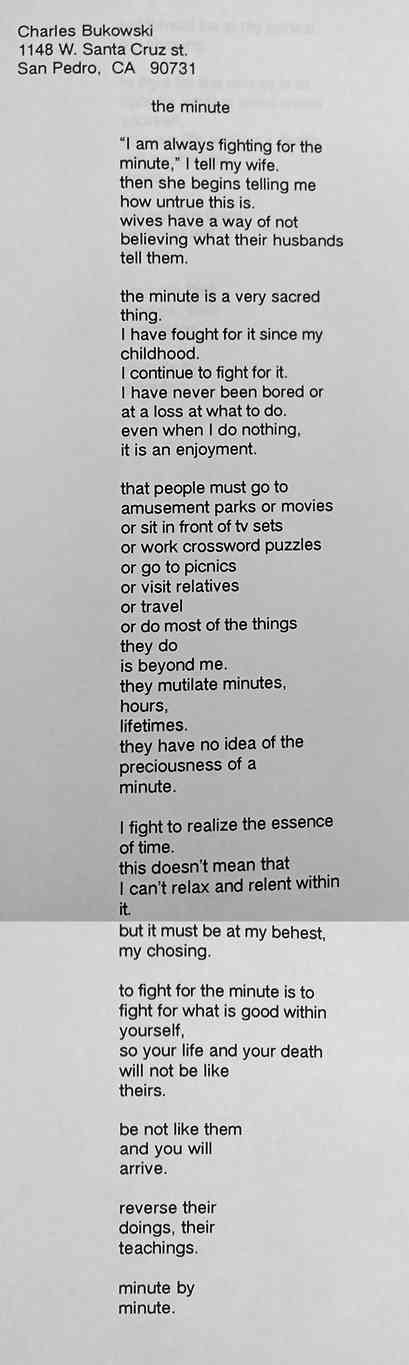 Charles Bukowski
1148 W. Santa Cruz st.
San Pedro, CA 90731
the minute
"I am always fighting for the
minute," I tell my wife.
then she begins telling me
how untrue this is.
wives have a way of not
believing what their husbands
tell them.
the minute is a very sacred
thing.
I have fought for it since my
childhood.
I continue to fight for it.
I have never been bored or
at a loss at what to do.
even when I do nothing,
it is an enjoyment.
that people must go to
amusement parks or movies
or sit in front of tv sets
or work crossword puzzles
or go to picnics
or visit relatives
or travel
or do most of the things
they do
is beyond me.
they mutilate minutes,
hours,
lifetimes.
they have no idea of the
preciousness of a
minute.
I fight to realize the essence
of time.
this doesn't mean that
I can't relax and relent within
it.
but it must be at my behest,
my chosing.
to fight for the minute is to
fight for what is good within
yourself,
so your life and your death
will not be like
theirs.
be not like them
and you will
arrive.
reverse their
doings, their
teachings.
minute by
minute.